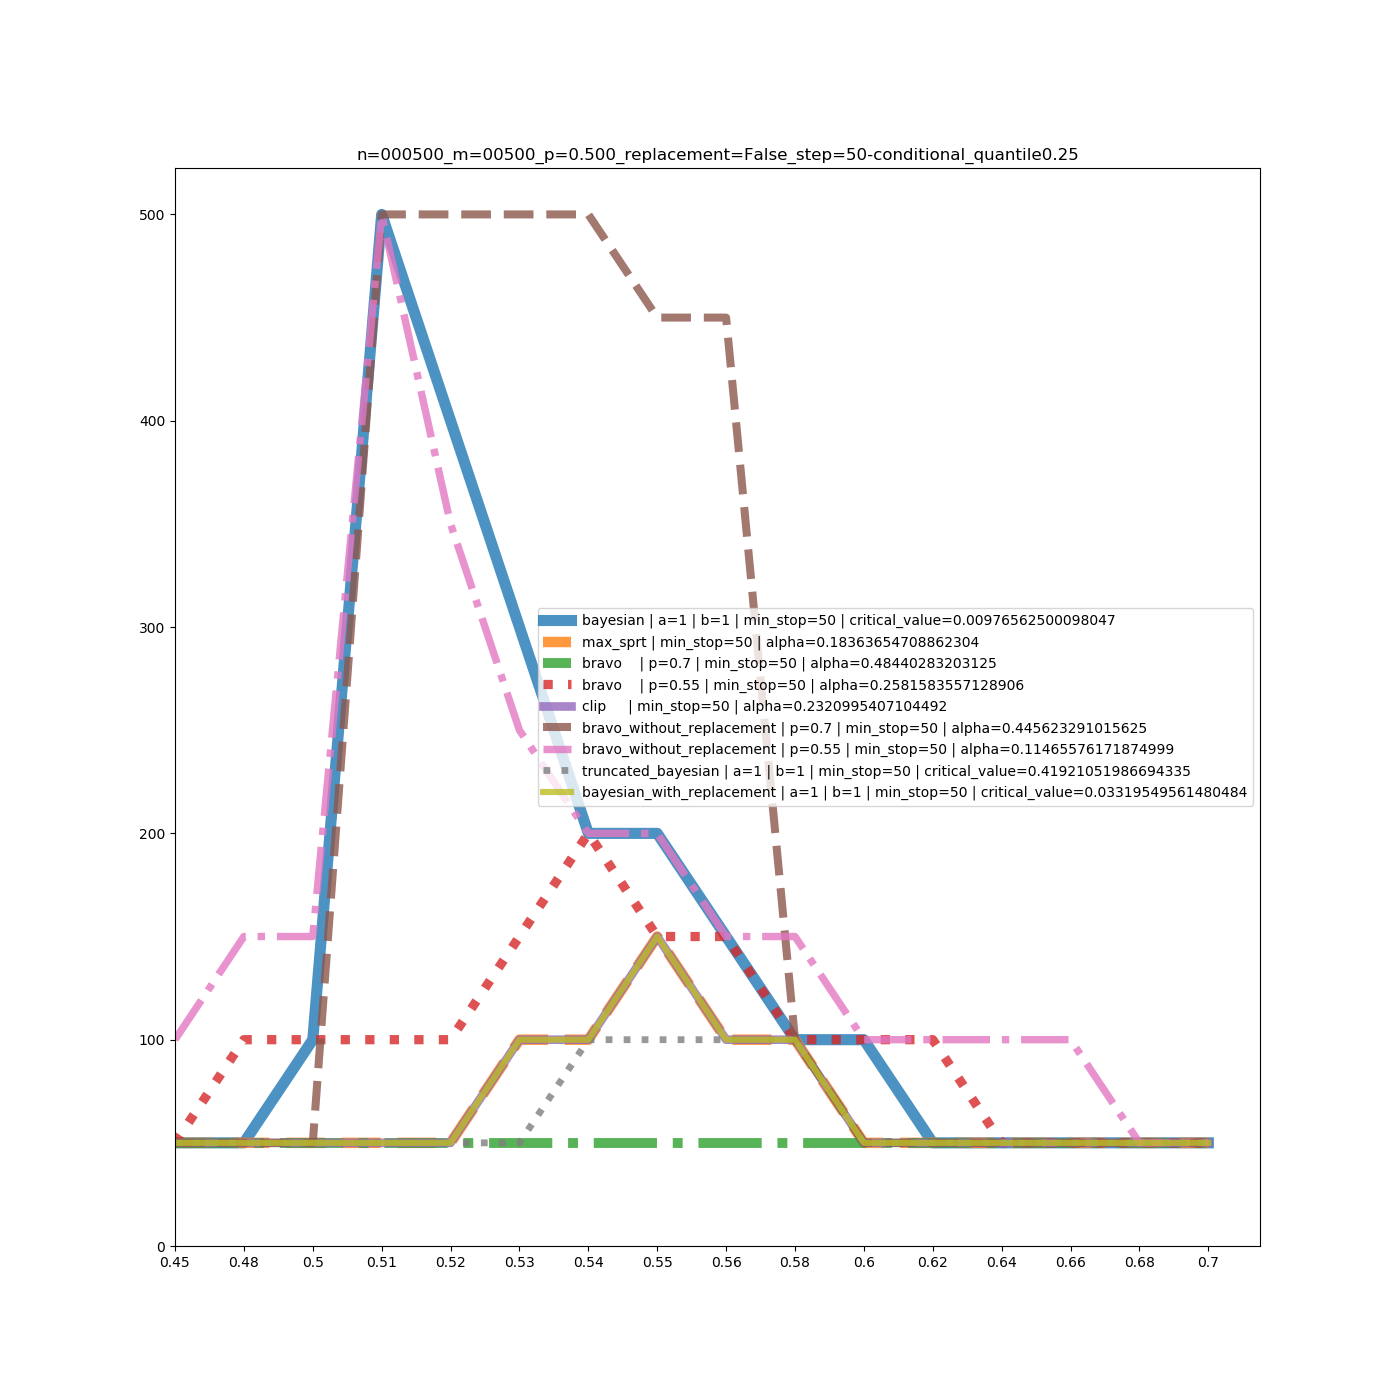 n=000500_m=00500_p=0.500_replacement=False_step=50-conditional_quantile0.25
500
400
300
200
100
0
bayesian | a=1 | b=1 | min_stop=50 | critical_value=0.00976562500098047
max_sprt | min_stop=50 | alpha=0.18363654708862304
bravo | p=0.7 | min_stop=50 | alpha=0.48440283203125
bravo | p=0.55 | min_stop=50 | alpha=0.2581583557128906
clip | min_stop=50 | alpha=0.2320995407104492
bravo_without_replacement | p=0.7 | min_stop=50 | alpha=0.445623291015625
bravo_without_replacement | p=0.55 | min_stop=50 | alpha=0.11465576171874999
truncated_bayesian | a=1 | b=1 | min_stop=50 | critical_value=0.41921051986694335
bayesian_with_replacement | a=1 | b=1 | min_stop=50 | critical_value=0.03319549561480484
0.45 0.48 0.5 0.51 0.52 0.53 0.54 0.55 0.56 0.58 0.6 0.62 0.64 0.66 0.68 0.7